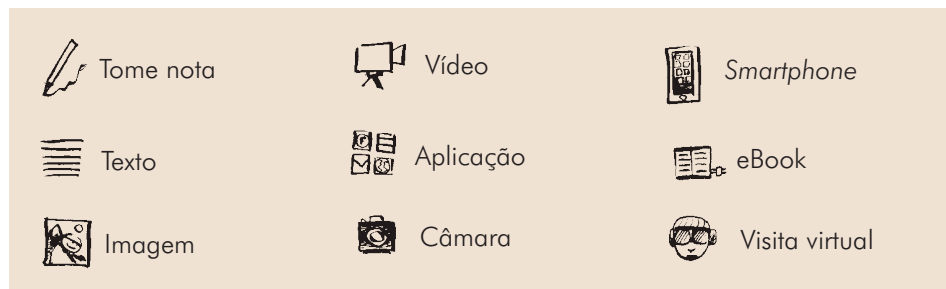 Tome nota
Vídeo
Smartphone
Texto
Aplicação
eBook
Imagem
Câmara
Visita virtual